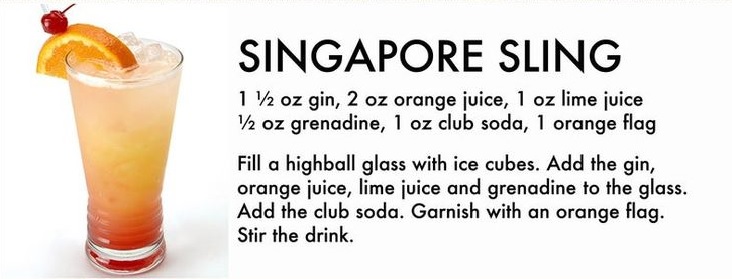 SINGAPORE SLING
1 ½ oz gin, 2 oz orange juice, 1 oz lime juice
½ oz grenadine, 1 oz club soda, 1 orange flag
Fill a highball glass with ice cubes. Add the gin,
orange juice, lime juice and grenadine to the glass.
Add the club soda. Garnish with an orange flag.
Stir the drink.